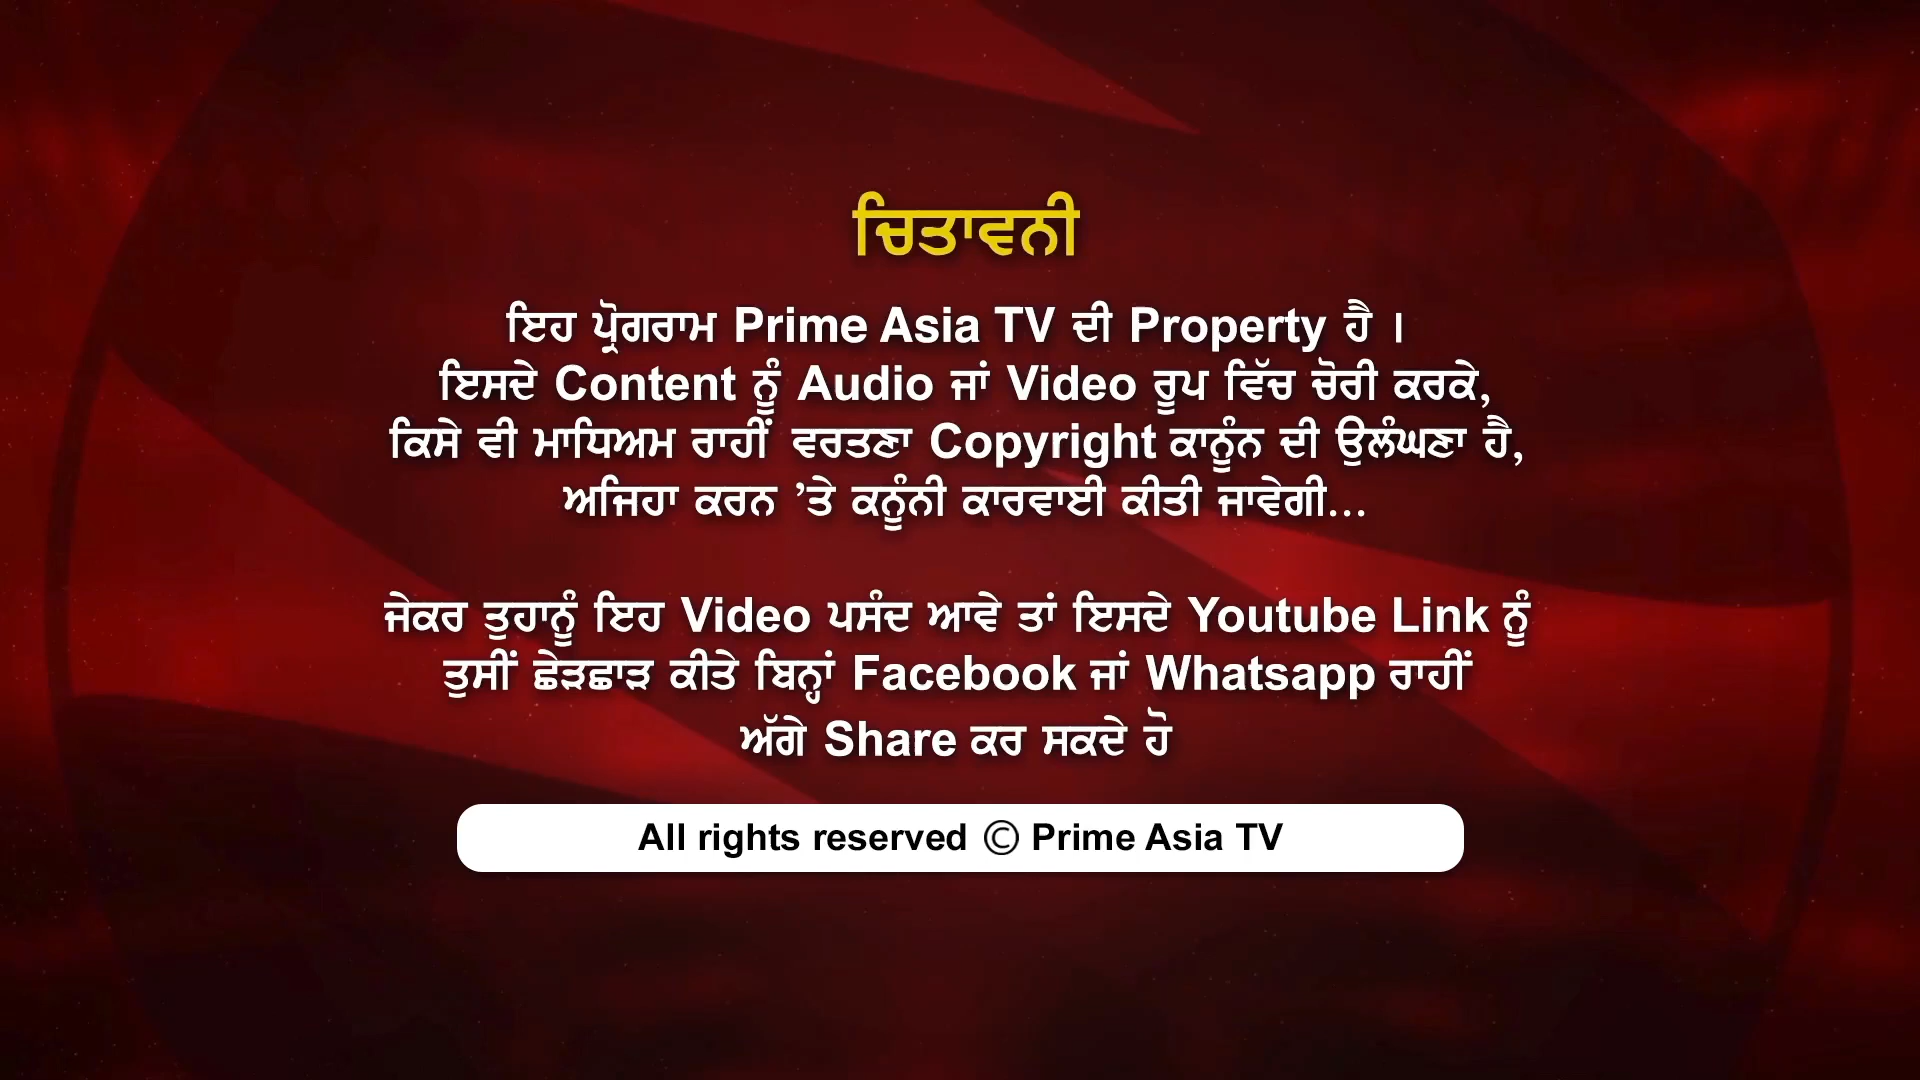 ਚਿਤਾਵਨੀ
ਇਹ ਪ੍ਰੋਗਰਾਮ Prime Asia TV ਦੀ Property ਹੈ ।
ਇਸਦੇ Content ਨੂੰ Audio ਜਾਂ Video ਰੂਪ ਵਿੱਚ ਚੋਰੀ ਕਰਕੇ,
ਕਿਸੇ ਵੀ ਮਾਧਿਅਮ ਰਾਹੀਂ ਵਰਤਣਾ Copyright ਕਾਨੂੰਨ ਦੀ ਉਲੰਘਣਾ ਹੈ,
ਅਜਿਹਾ ਕਰਨ ’ਤੇ ਕਨੂੰਨੀ ਕਾਰਵਾਈ ਕੀਤੀ ਜਾਵੇਗੀ...
ਜੇਕਰ ਤੁਹਾਨੂੰ ਇਹ Video ਪਸੰਦ ਆਵੇ ਤਾਂ ਇਸਦੇ Youtube Link ਨੂੰ
ਤੁਸੀਂ ਛੇੜਛਾੜ ਕੀਤੇ ਬਿਨ੍ਹਾਂ Facebook ਜਾਂ Whatsapp ਰਾਹੀਂ
ਅੱਗੇ Share ਕਰ ਸਕਦੇ ਹੋ
All rights reserved © Prime Asia TV